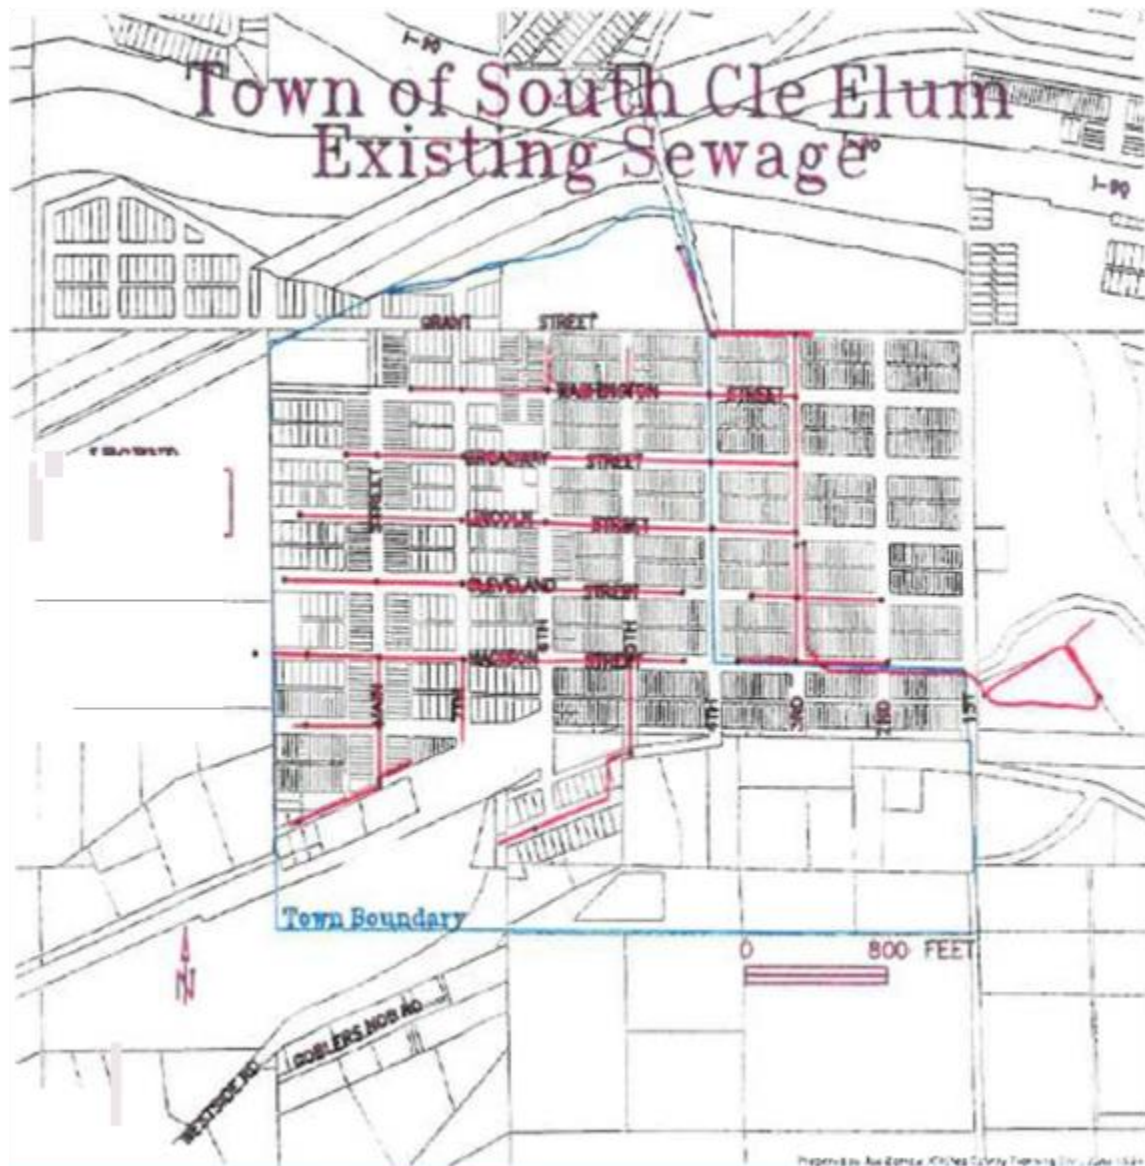 I-90
Town of South Cle Elum
Existing Sewage
I-90
I-90
GRANT STREET
WASHINGTON STREET
BROADWAY STREET
LINCOLN STREET
STREET
CLEVELAND STREET
MADISON STREET
6TH
5TH
MAIN
7TH
4TH
3RD
2ND
1ST
Town Boundary
N
0 800 FEET
GOBLERS NOB RD
WESTSIDE RD